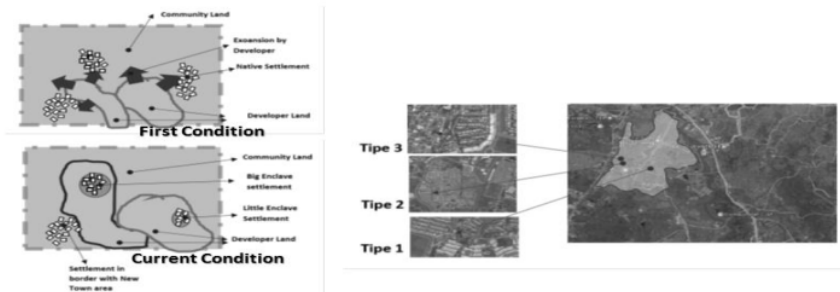 Community Land
Exoansion by
Developer
Native Settlement
Developer Land
First Condition
Community Land
Big Enclave
settlement
Little Enclave
Settlement
Developer Land
Current Condition
Settlement in
border with New
Town area
Tipe 3
Tipe 2
Tipe 1